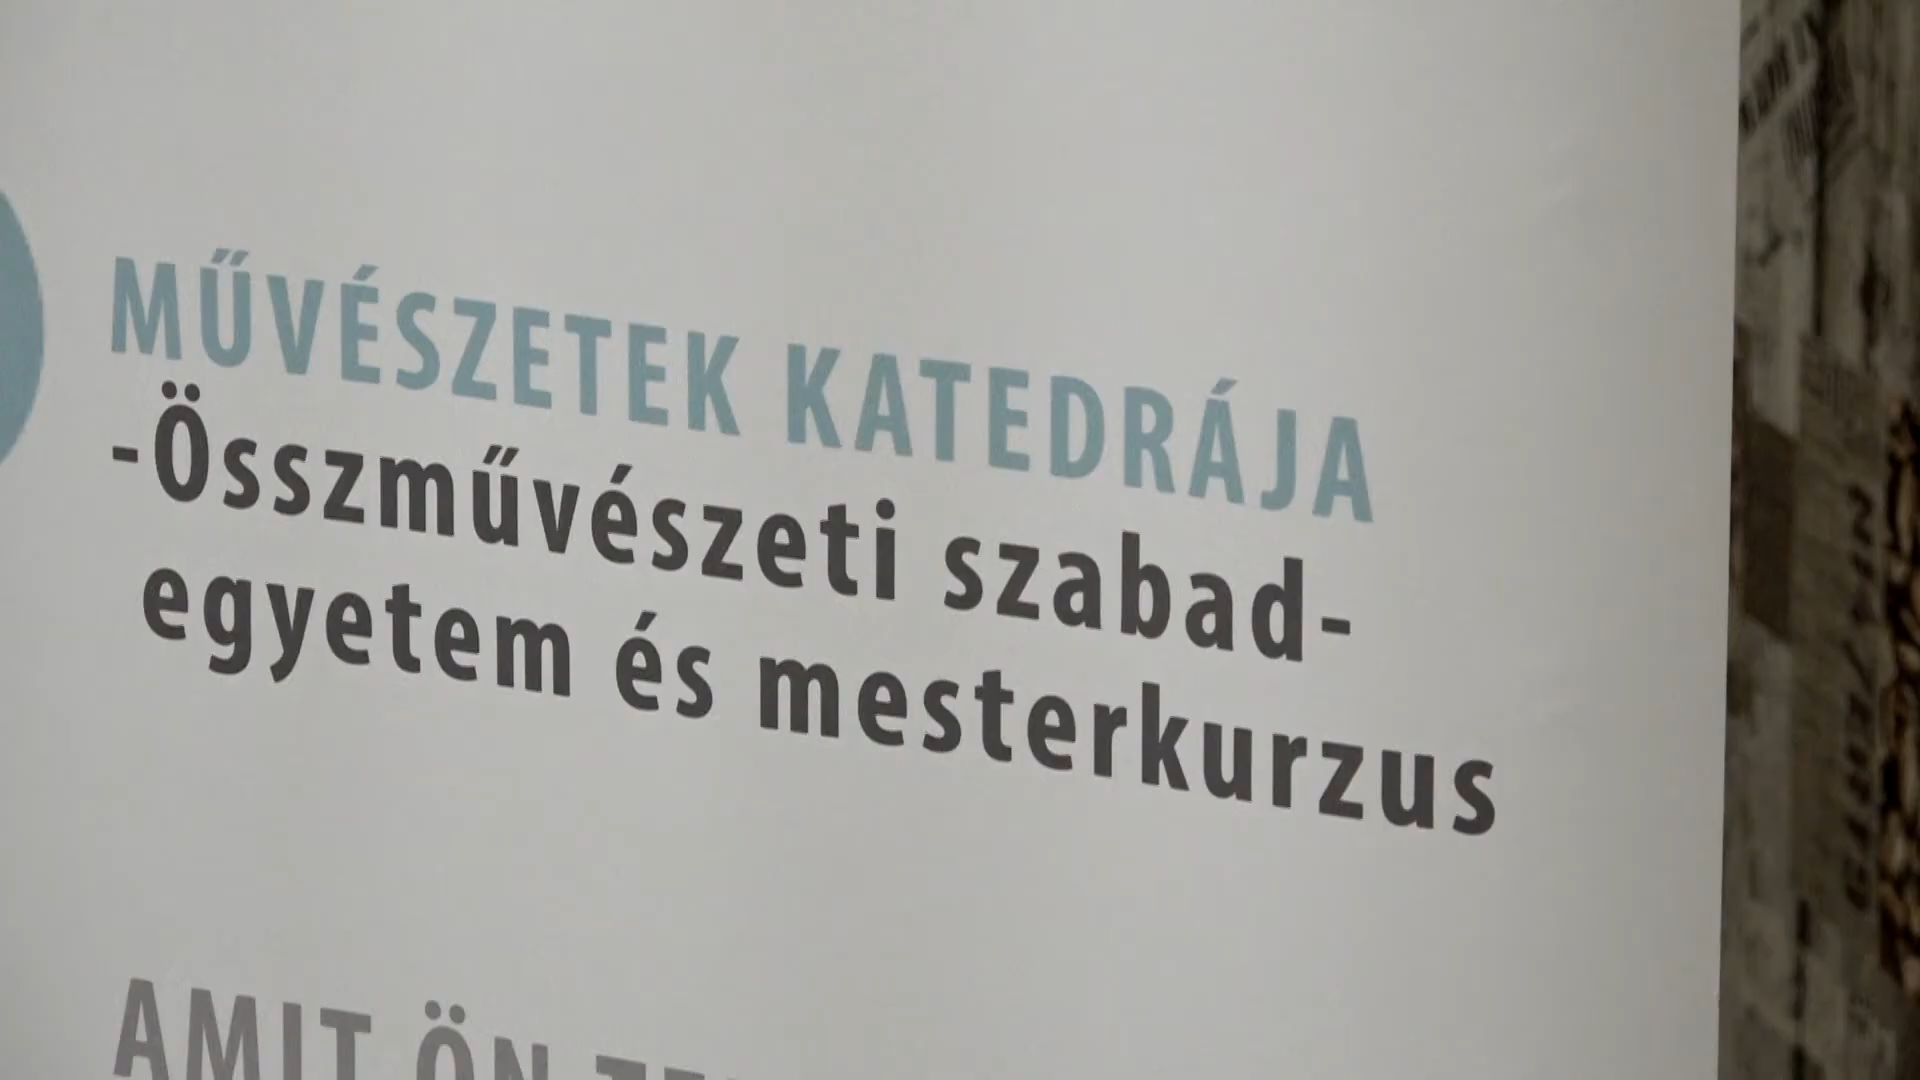 MŰVÉSZETEK KATEDRÁJA
-Összművészeti szabad-
egyetem és mesterkurzus
AMIT ÖN